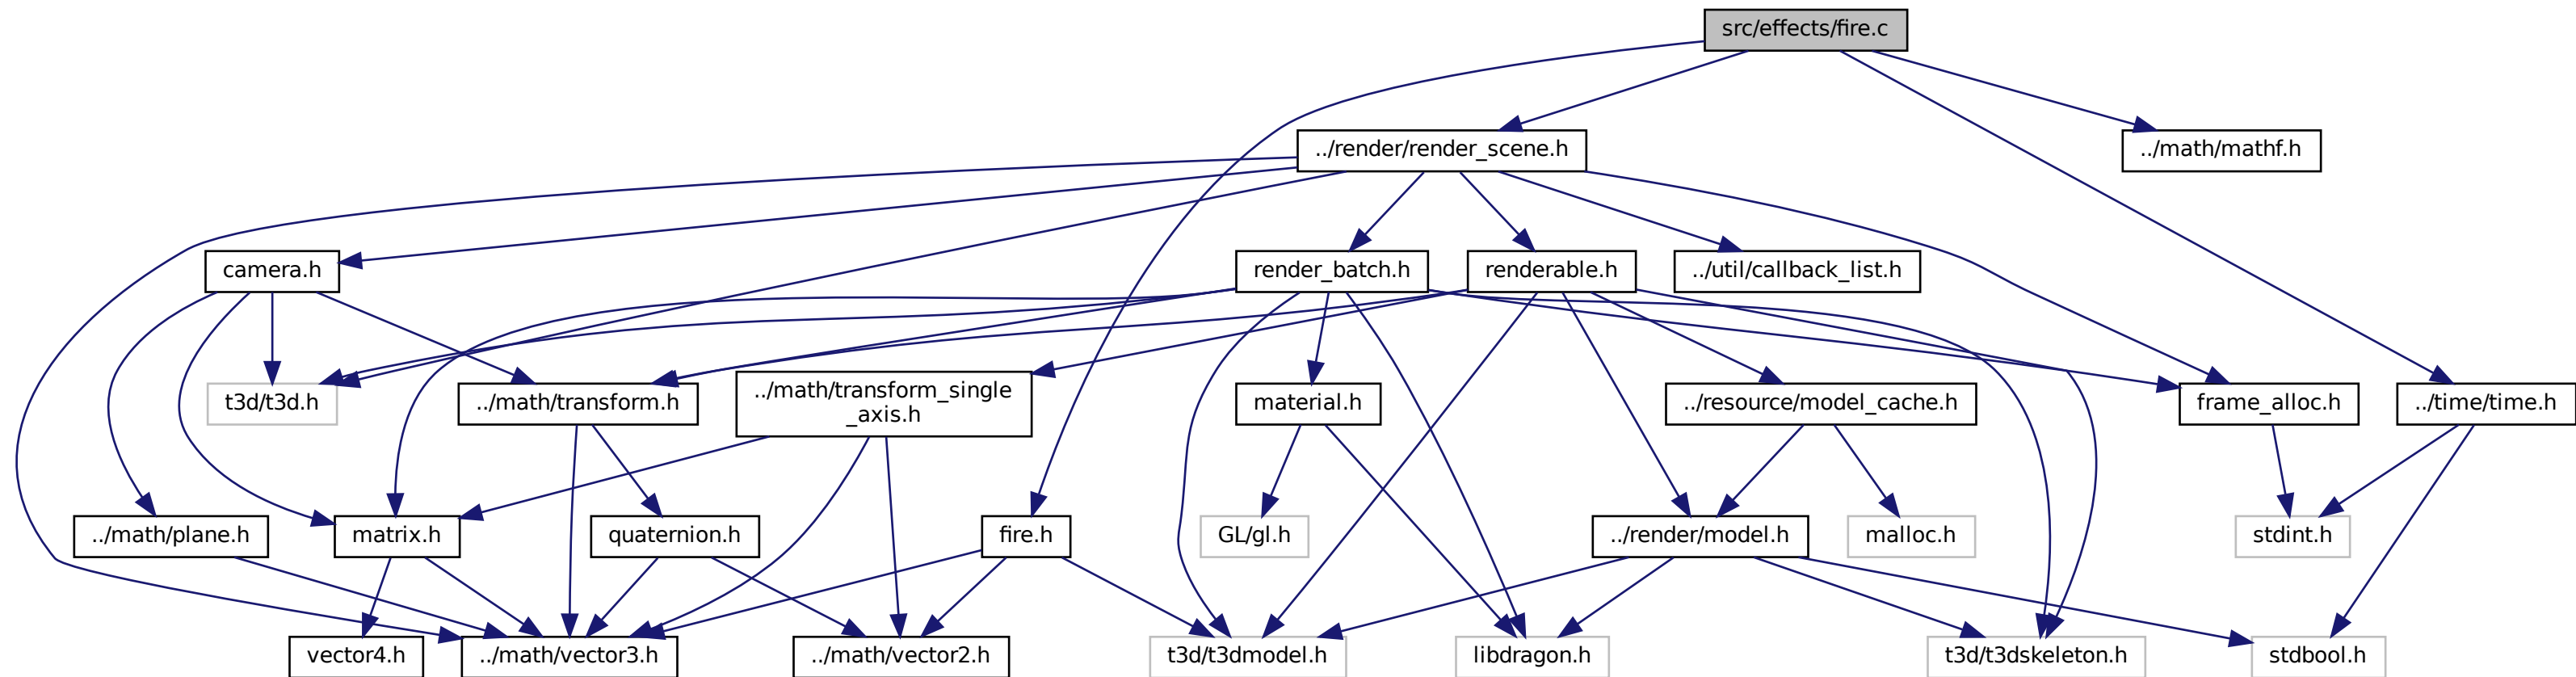 src/effects/fire.c
../render/render_scene.h
../math/mathf.h
camera.h
render_batch.h
renderable.h
../util/callback_list.h
t3d/t3d.h
../math/transform.h
../math/transform_single
_axis.h
material.h
../resource/model_cache.h
frame_alloc.h
../time/time.h
../math/plane.h
matrix.h
quaternion.h
fire.h
GL/gl.h
../render/model.h
malloc.h
stdint.h
vector4.h
../math/vector3.h
../math/vector2.h
t3d/t3dmodel.h
libdragon.h
t3d/t3dskeleton.h
stdbool.h